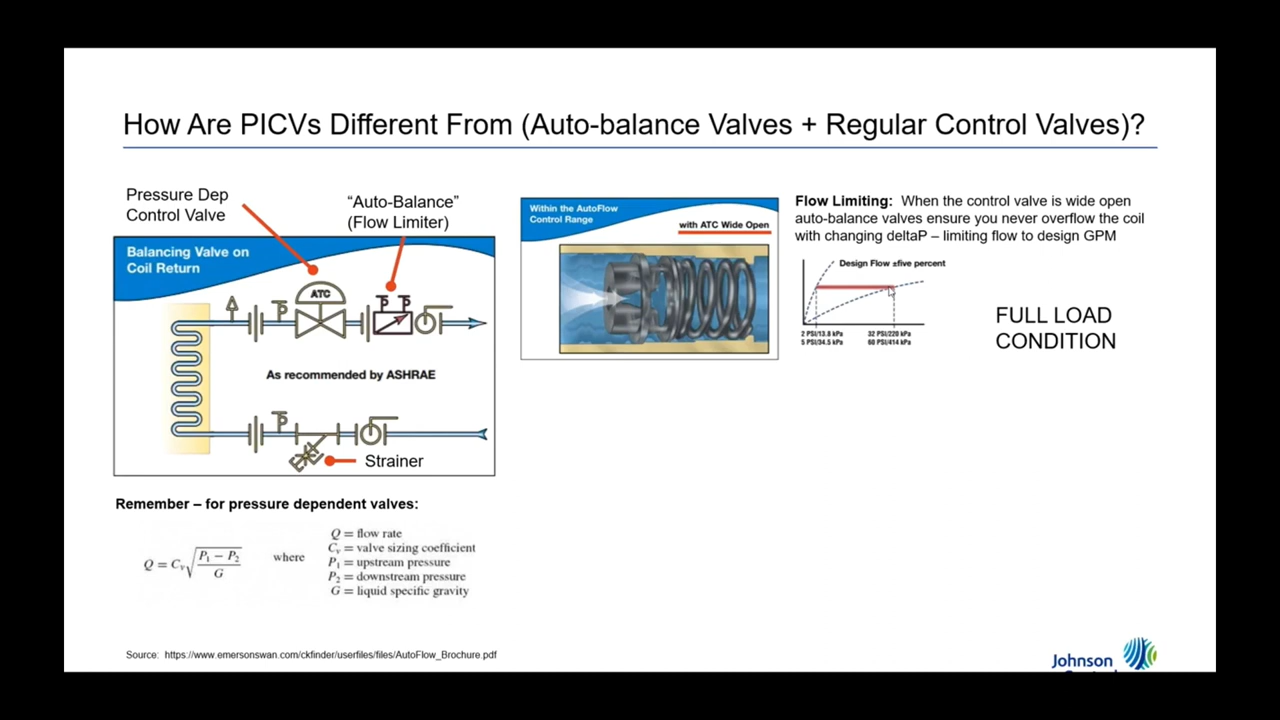 How Are PICVs Different From (Auto-balance Valves + Regular Control Valves)?
Pressure Dep
Control Valve
“Auto-Balance”
(Flow Limiter)
Balancing Valve on
Coil Return
ATC
P
P
P
As recommended by ASHRAE
P
Strainer
Within the AutoFlow
Control Range
with ATC Wide Open
Flow Limiting: When the control valve is wide open
auto-balance valves ensure you never overflow the coil
with changing deltaP – limiting flow to design GPM
Design Flow ±five percent
2 PSI/13.8 kPa 32 PSI/220 kPa
5 PSI/34.5 kPa 60 PSI/414 kPa
FULL LOAD
CONDITION
Remember – for pressure dependent valves:
Q = Cv√((P1 − P2)/G)
where
Q = flow rate
Cv = valve sizing coefficient
P1 = upstream pressure
P2 = downstream pressure
G = liquid specific gravity
Source: https://www.emersonswan.com/ckfinder/userfiles/files/AutoFlow_Brochure.pdf
Johnson